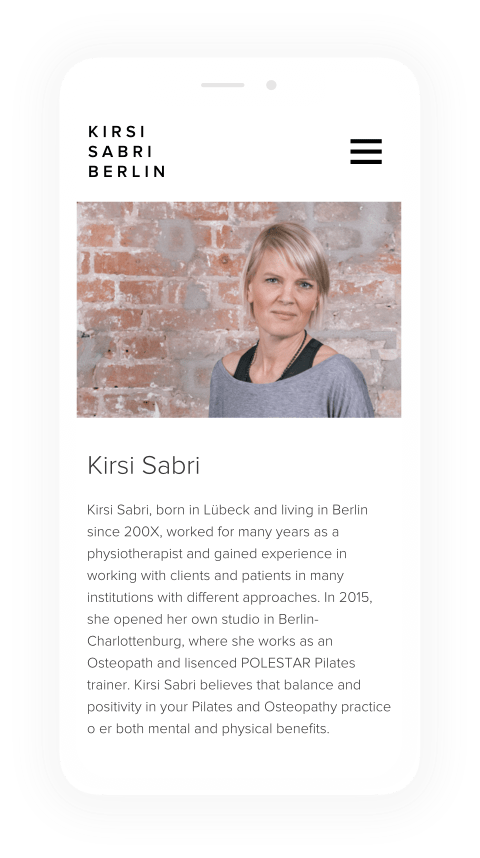 KIRSI
SABRI
BERLIN
Kirsi Sabri
Kirsi Sabri, born in Lübeck and living in Berlin
since 200X, worked for many years as a
physiotherapist and gained experience in
working with clients and patients in many
institutions with different approaches. In 2015,
she opened her own studio in Berlin-
Charlottenburg, where she works as an
Osteopath and lisenced POLESTAR Pilates
trainer. Kirsi Sabri believes that balance and
positivity in your Pilates and Osteopathy practice
o er both mental and physical benefits.